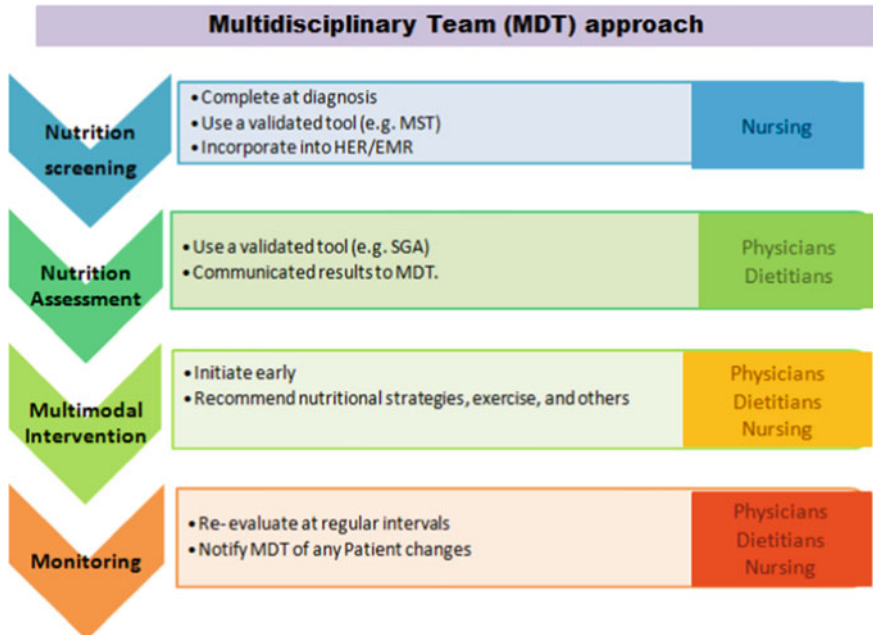 Multidisciplinary Team (MDT) approach
Nutrition
screening
• Complete at diagnosis
• Use a validated tool (e.g. MST)
• Incorporate into HER/EMR
Nursing
Nutrition
Assessment
• Use a validated tool (e.g. SGA)
• Communicated results to MDT.
Physicians
Dietitians
Multimodal
Intervention
• Initiate early
• Recommend nutritional strategies, exercise, and others
Physicians
Dietitians
Nursing
Monitoring
• Re- evaluate at regular intervals
• Notify MDT of any Patient changes
Physicians
Dietitians
Nursing